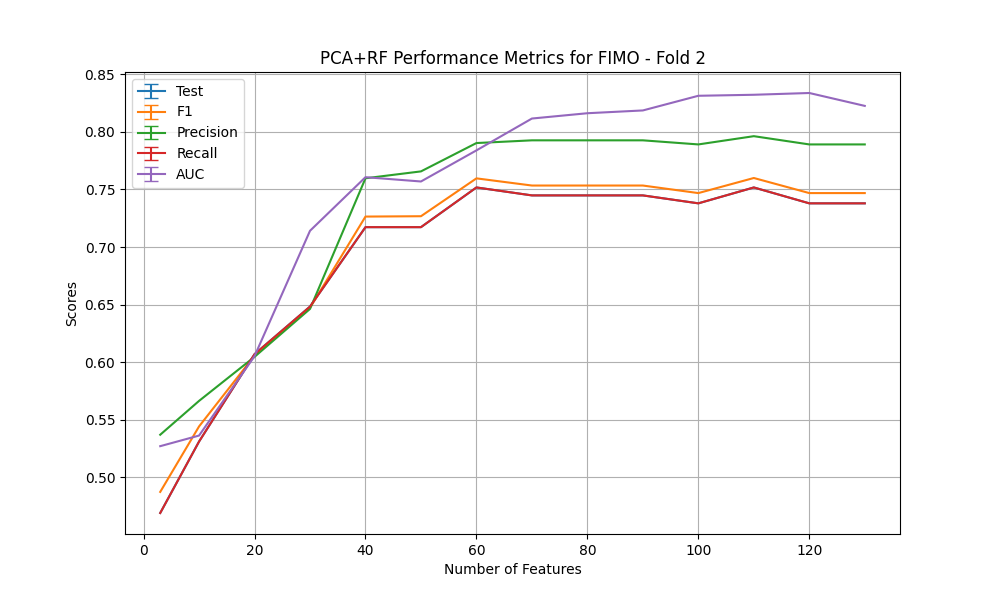 PCA+RF Performance Metrics for FIMO - Fold 2
Test
F1
Precision
Recall
AUC
0.85
0.80
0.75
0.70
0.65
0.60
0.55
0.50
Scores
0 20 40 60 80 100 120
Number of Features